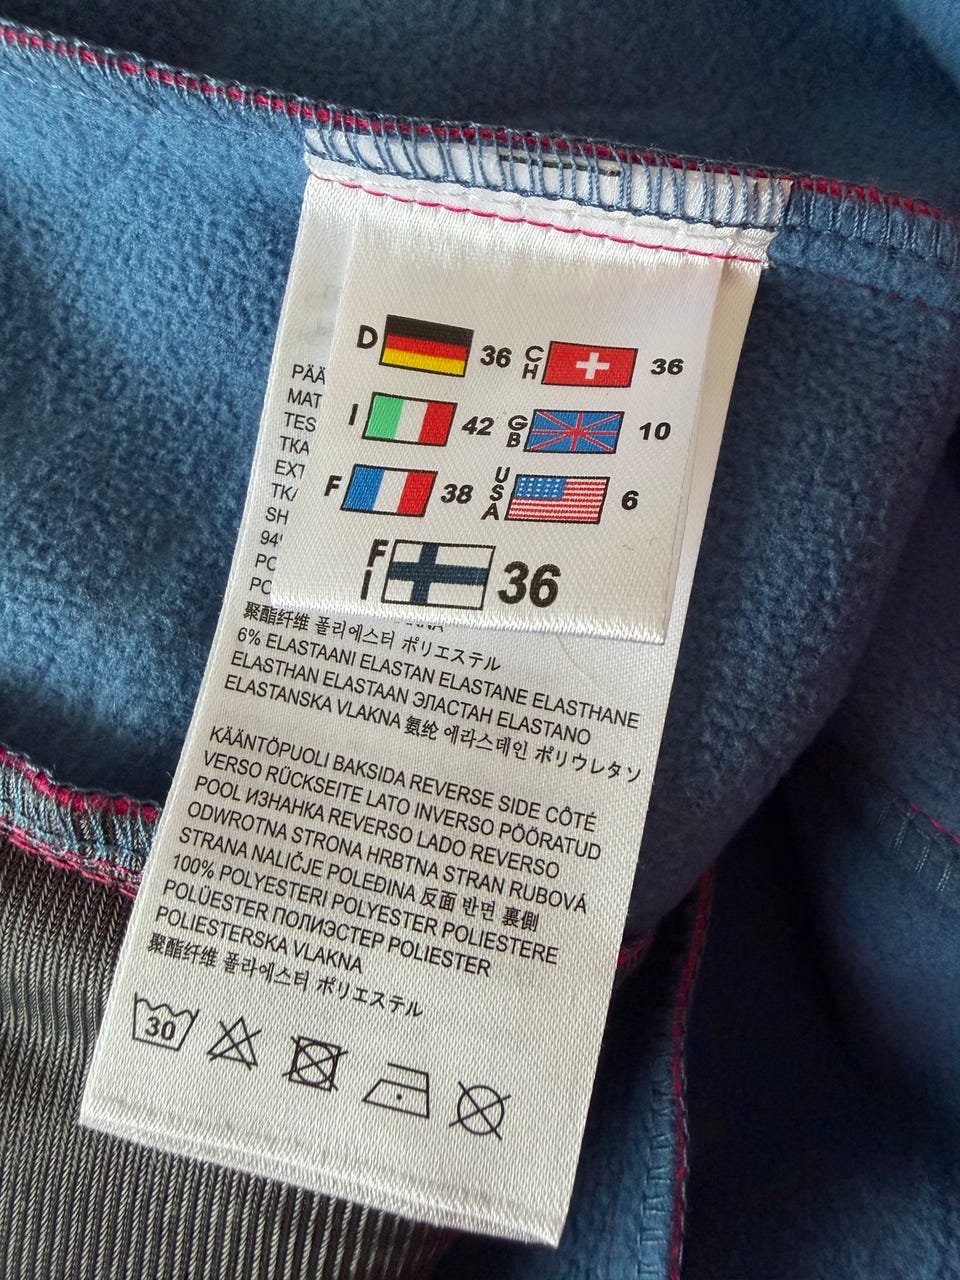 D 36 CH 36
I 42 GB 10
F 38 USA 6
FI 36
PÄÄ
MAT
TES
TKA
EXT
TKA
SH
94%
PO
PO
聚酯纤维 폴리에스터 ポリエステル
6% ELASTAANI ELASTAN ELASTANE ELASTHANE
ELASTHAN ELASTAAN ЭЛАСТАН ELASTANO
ELASTANSKA VLAKNA 氨纶 에라스테인 ポリウレタン
KÄÄNTÖPUOLI BAKSIDA REVERSE SIDE CÔTÉ
VERSO RÜCKSEITE LATO INVERSO PÖÖRATUD
POOL ИЗНАНКА REVERSO LADO REVERSO
ODWROTNA STRONA HRBTNA STRAN RUBOVÁ
STRANA NALIČJE POLEĐINA 反面 반면 裏側
100% POLYESTERI POLYESTER POLIESTERE
POLÜESTER ПОЛИЭСТЕР POLIESTER
POLIESTERSKA VLAKNA
聚酯纤维 폴리에스터 ポリエステル
30